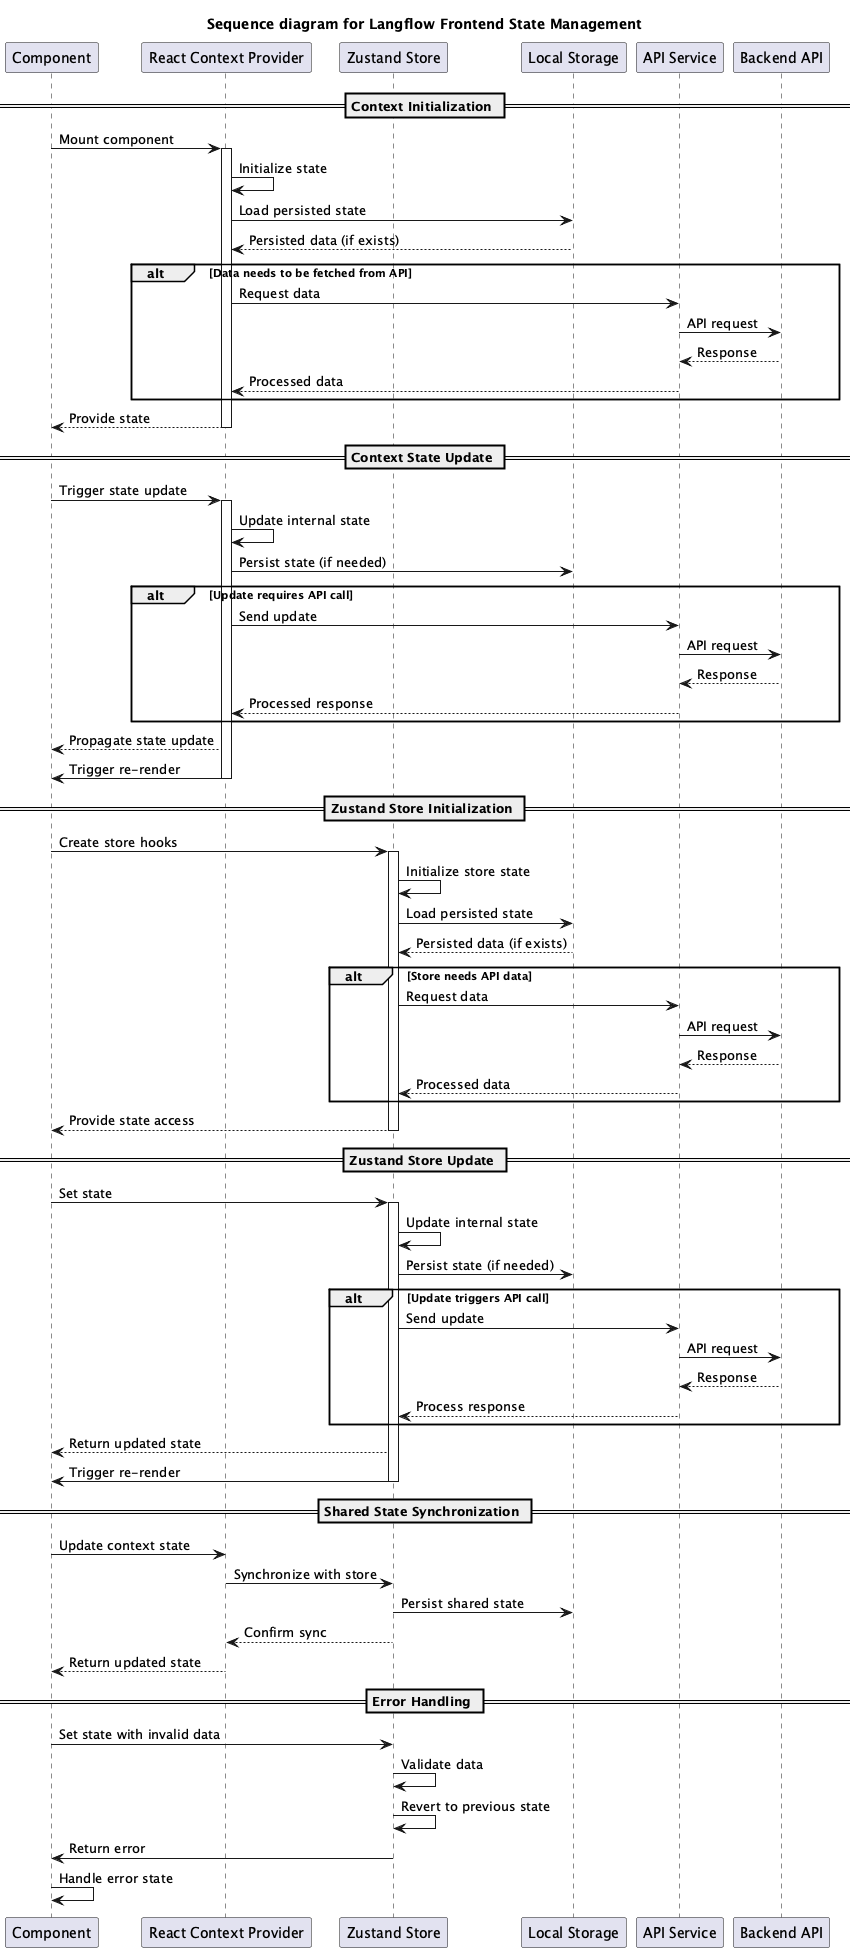 Sequence diagram for Langflow Frontend State Management
Component
React Context Provider
Zustand Store
Local Storage
API Service
Backend API
Context Initialization
Mount component
Initialize state
Load persisted state
Persisted data (if exists)
alt
[Data needs to be fetched from API]
Request data
API request
Response
Processed data
Provide state
Context State Update
Trigger state update
Update internal state
Persist state (if needed)
alt
[Update requires API call]
Send update
API request
Response
Processed response
Propagate state update
Trigger re-render
Zustand Store Initialization
Create store hooks
Initialize store state
Load persisted state
Persisted data (if exists)
alt
[Store needs API data]
Request data
API request
Response
Processed data
Provide state access
Zustand Store Update
Set state
Update internal state
Persist state (if needed)
alt
[Update triggers API call]
Send update
API request
Response
Process response
Return updated state
Trigger re-render
Shared State Synchronization
Update context state
Synchronize with store
Persist shared state
Confirm sync
Return updated state
Error Handling
Set state with invalid data
Validate data
Revert to previous state
Return error
Handle error state
Component
React Context Provider
Zustand Store
Local Storage
API Service
Backend API